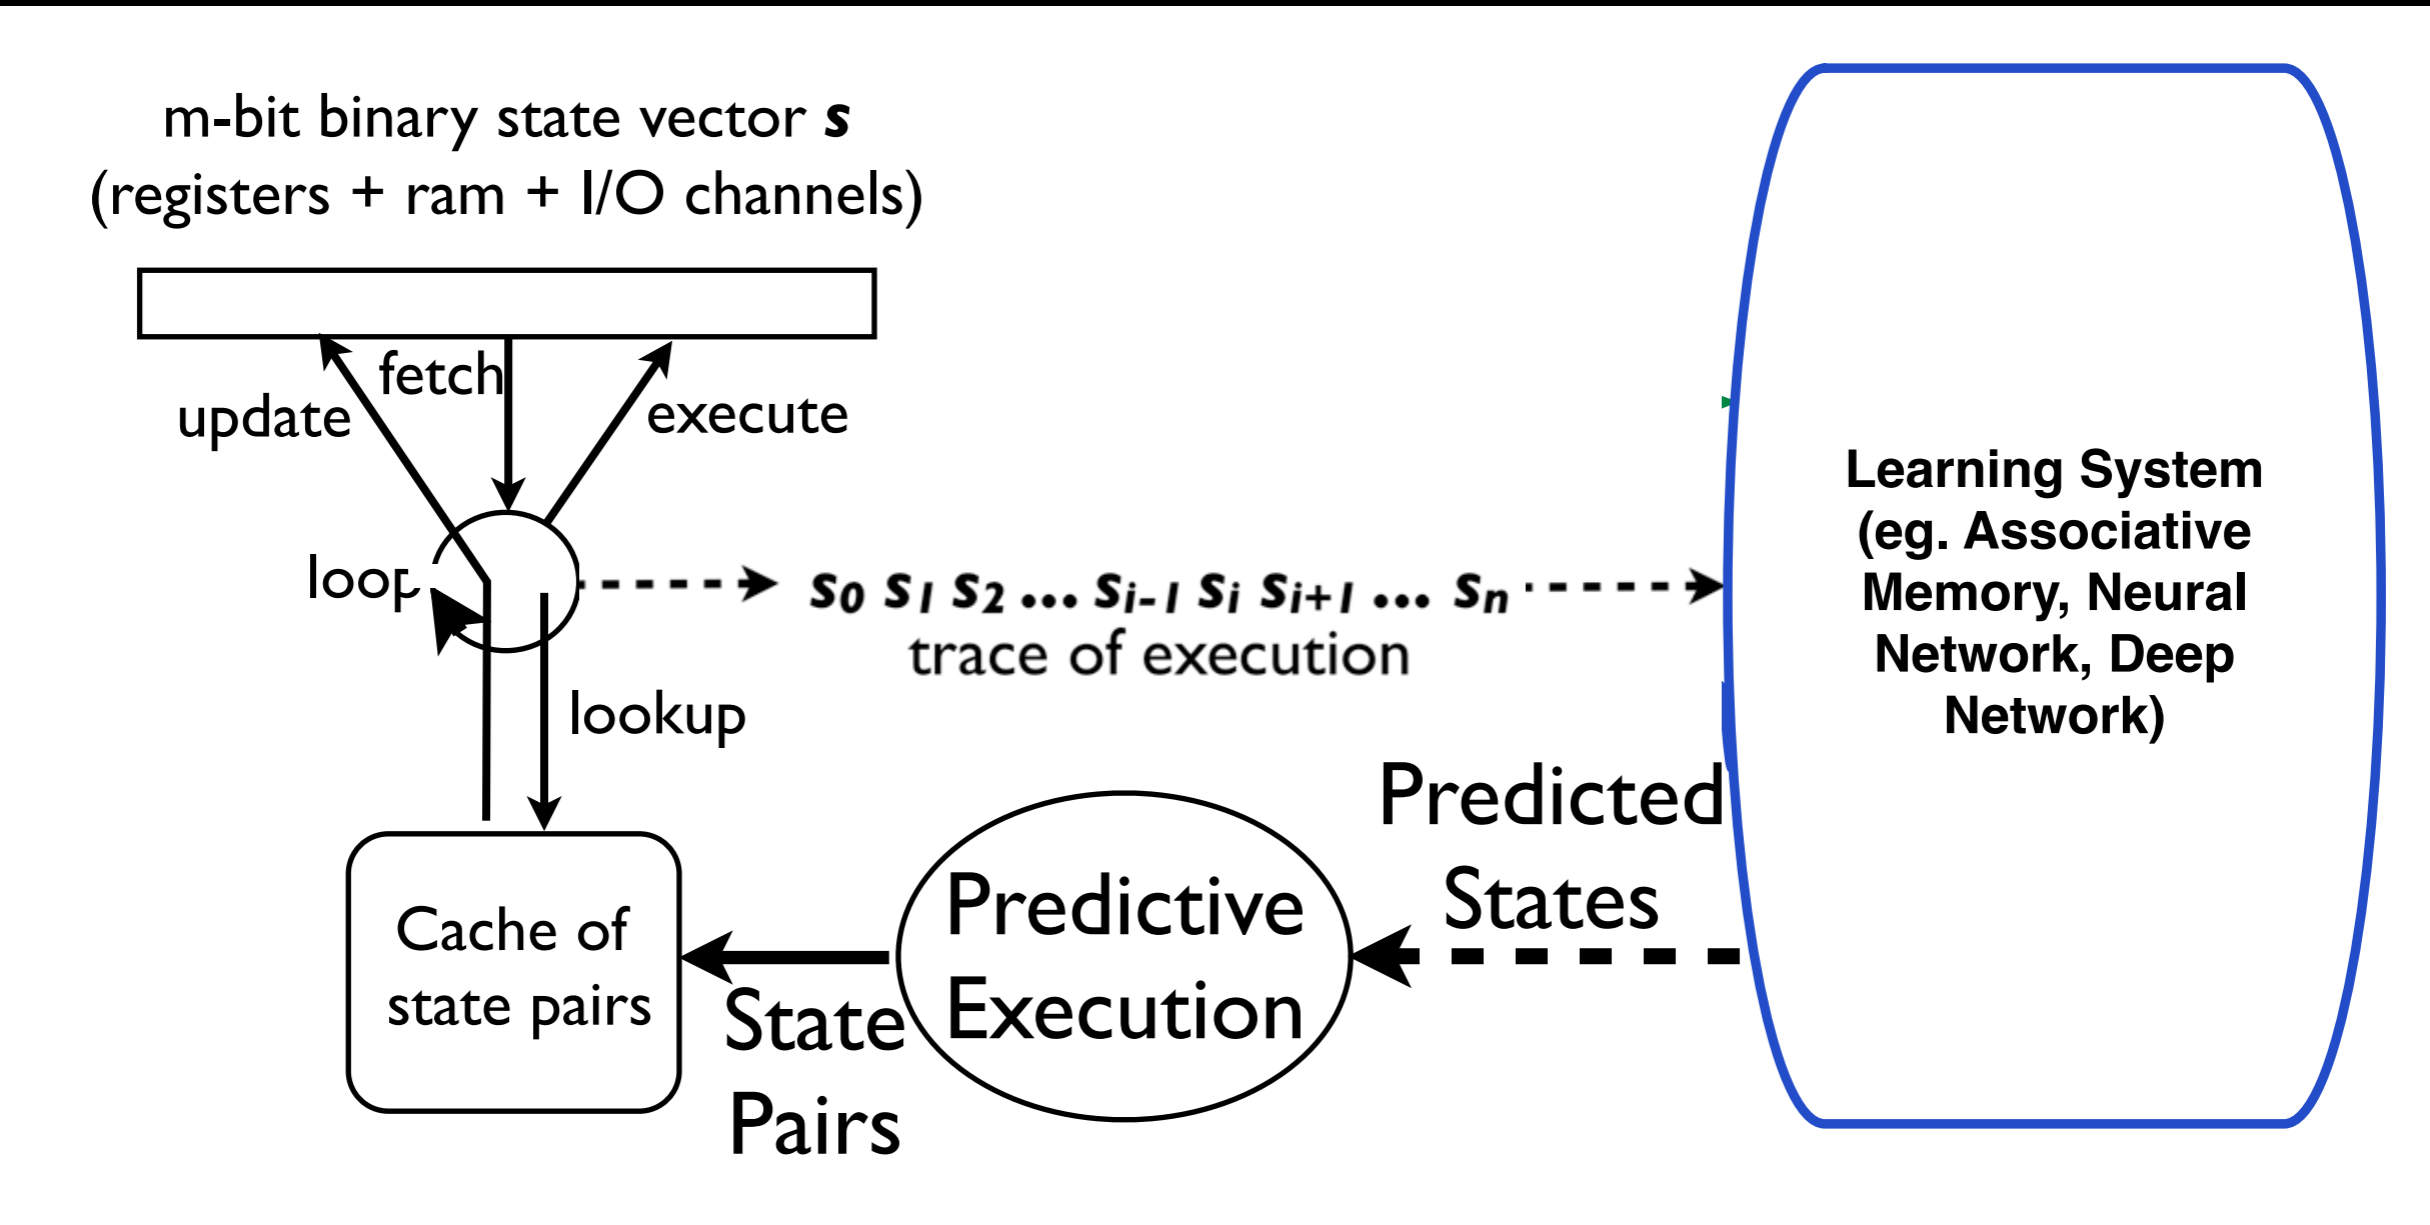 m-bit binary state vector s
(registers + ram + I/O channels)
fetch
update
execute
loop
s0 s1 s2 ... si-1 si si+1 ... sn
trace of execution
lookup
Learning System
(eg. Associative
Memory, Neural
Network, Deep
Network)
Predicted
States
Predictive
Execution
Cache of
state pairs
State
Pairs